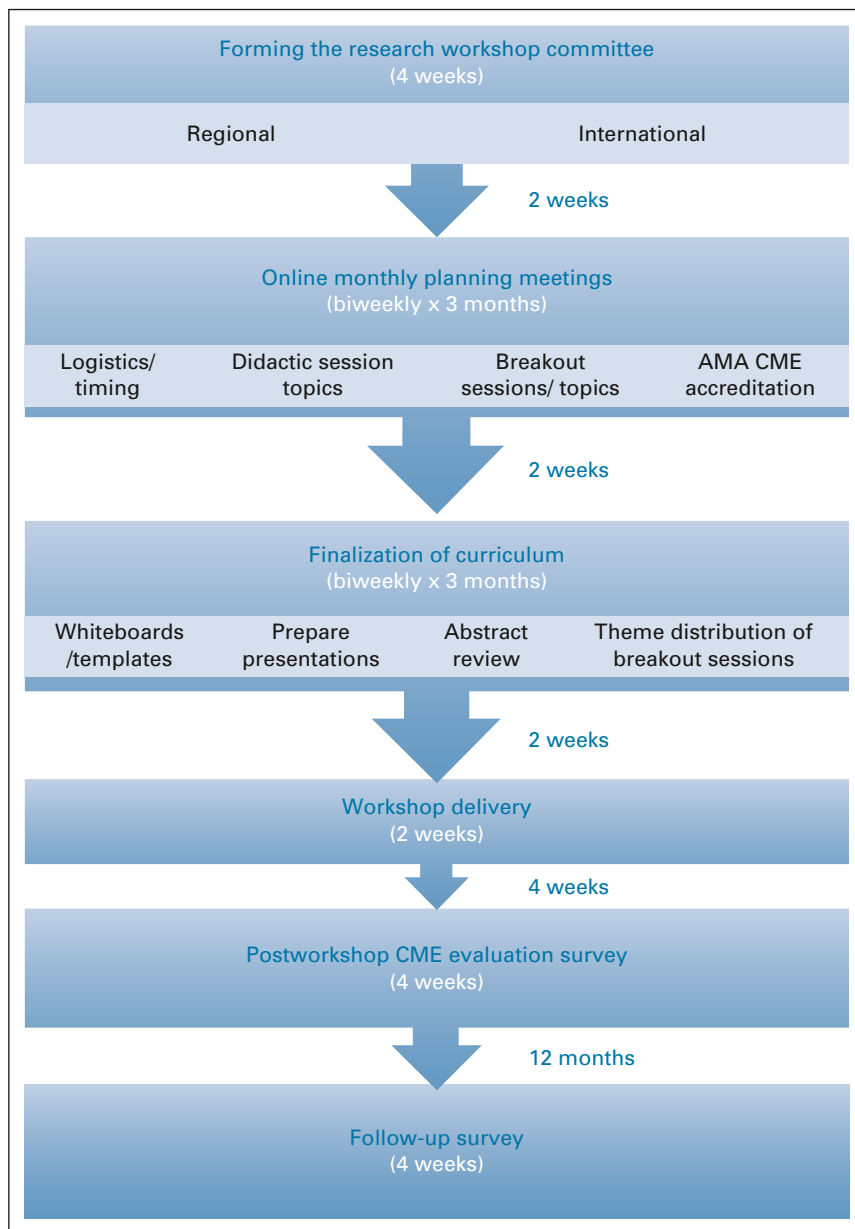 Forming the research workshop committee
(4 weeks)
Regional
International
2 weeks
Online monthly planning meetings
(biweekly x 3 months)
Logistics/
timing
Didactic session
topics
Breakout
sessions/ topics
AMA CME
accreditation
2 weeks
Finalization of curriculum
(biweekly x 3 months)
Whiteboards
/templates
Prepare
presentations
Abstract
review
Theme distribution of
breakout sessions
2 weeks
Workshop delivery
(2 weeks)
4 weeks
Postworkshop CME evaluation survey
(4 weeks)
12 months
Follow-up survey
(4 weeks)